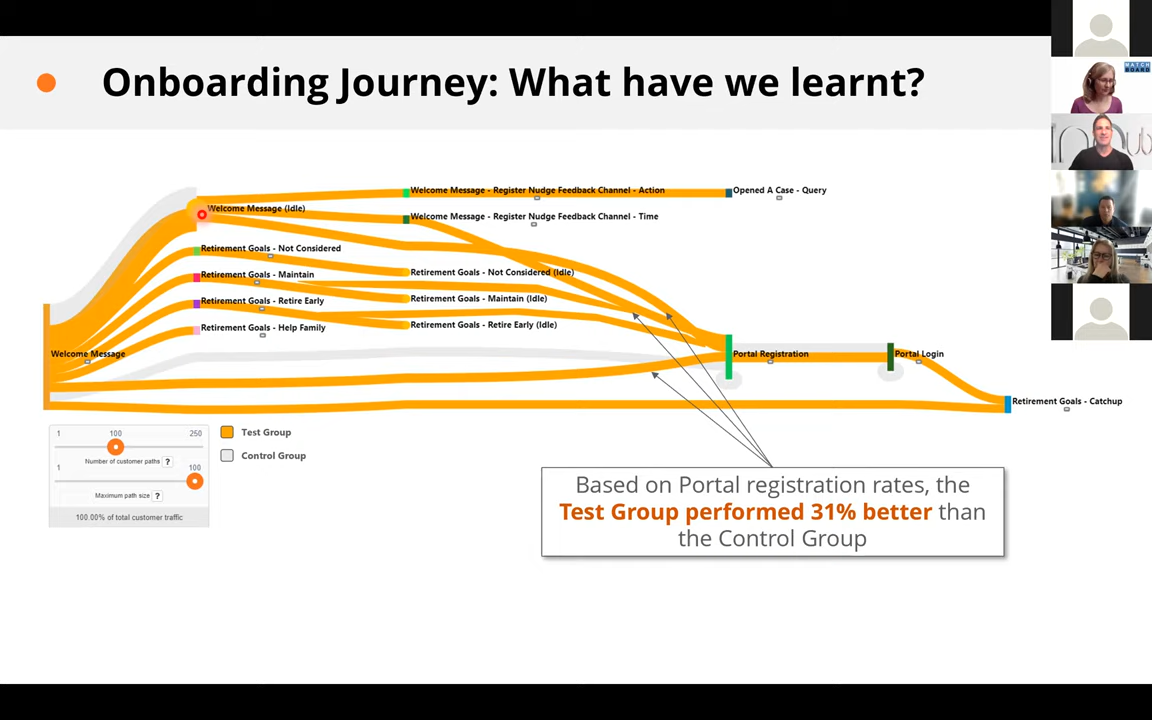 Onboarding Journey: What have we learnt?
MATCH
BOARD
Welcome Message - Register Nudge Feedback Channel - Action
Opened A Case - Query
Welcome Message (Idle)
Welcome Message - Register Nudge Feedback Channel - Time
Retirement Goals - Not Considered
Retirement Goals - Not Considered (Idle)
Retirement Goals - Maintain
Retirement Goals - Maintain (Idle)
Retirement Goals - Retire Early
Retirement Goals - Retire Early (Idle)
Retirement Goals - Help Family
Welcome Message
Portal Registration
Portal Login
Retirement Goals - Catchup
1 100 250
Number of customer paths ?
1 100
Maximum path size ?
100.00% of total customer traffic
Test Group
Control Group
Based on Portal registration rates, the
Test Group performed 31% better than
the Control Group